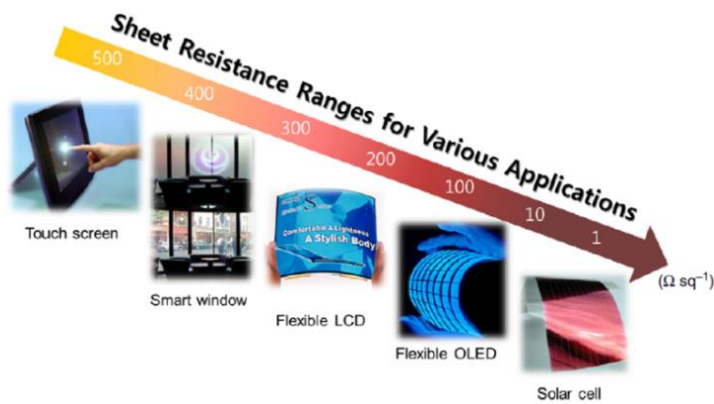 Sheet Resistance Ranges for Various Applications
500
400
300
200
100
10
1
(Ω sq⁻¹)
Touch screen
Smart window
Comfortable & Lightness
A Stylish Body
Flexible LCD
Flexible OLED
Solar cell